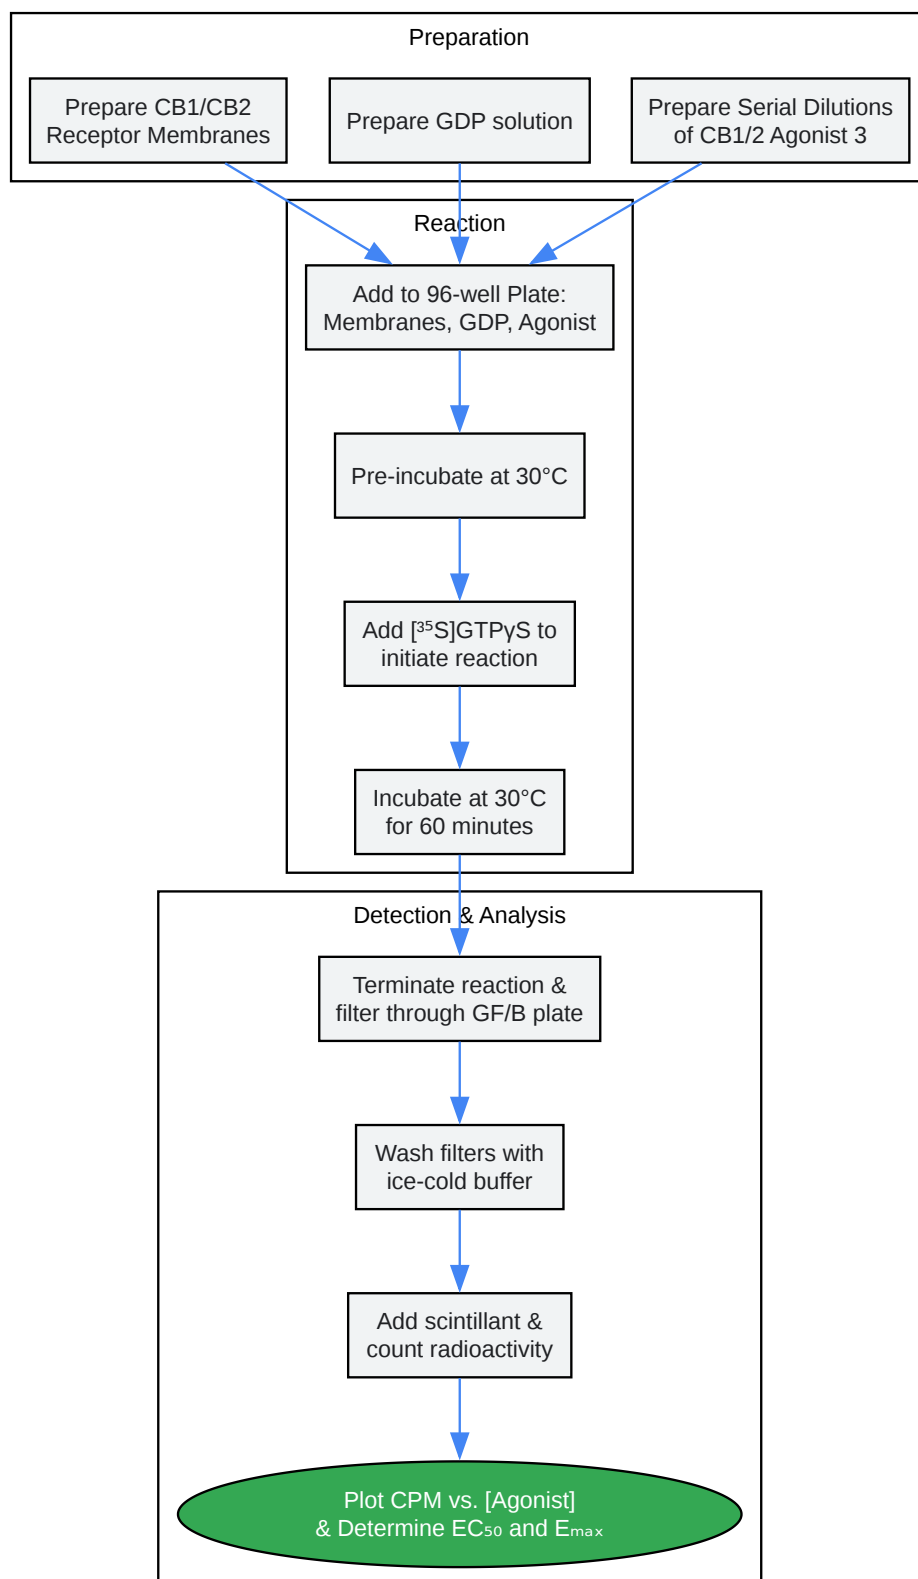 Preparation
Prepare CB1/CB2
Receptor Membranes
Prepare GDP solution
Prepare Serial Dilutions
of CB1/2 Agonist 3
Reaction
Add to 96-well Plate:
Membranes, GDP, Agonist
Pre-incubate at 30°C
Add [³⁵S]GTPγS to
initiate reaction
Incubate at 30°C
for 60 minutes
Detection & Analysis
Terminate reaction &
filter through GF/B plate
Wash filters with
ice-cold buffer
Add scintillant &
count radioactivity
Plot CPM vs. [Agonist]
& Determine EC₅₀ and Eₘₐₓ